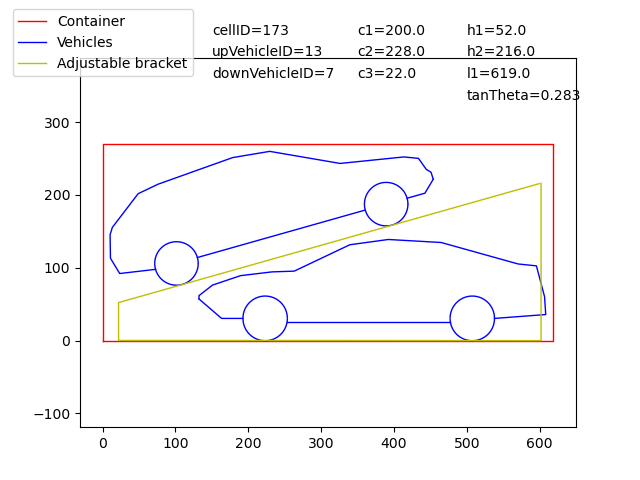 Container
Vehicles
Adjustable bracket
cellID=173 c1=200.0 h1=52.0
upVehicleID=13 c2=228.0 h2=216.0
downVehicleID=7 c3=22.0 l1=619.0
tanTheta=0.283
300
200
100
0
−100
0 100 200 300 400 500 600